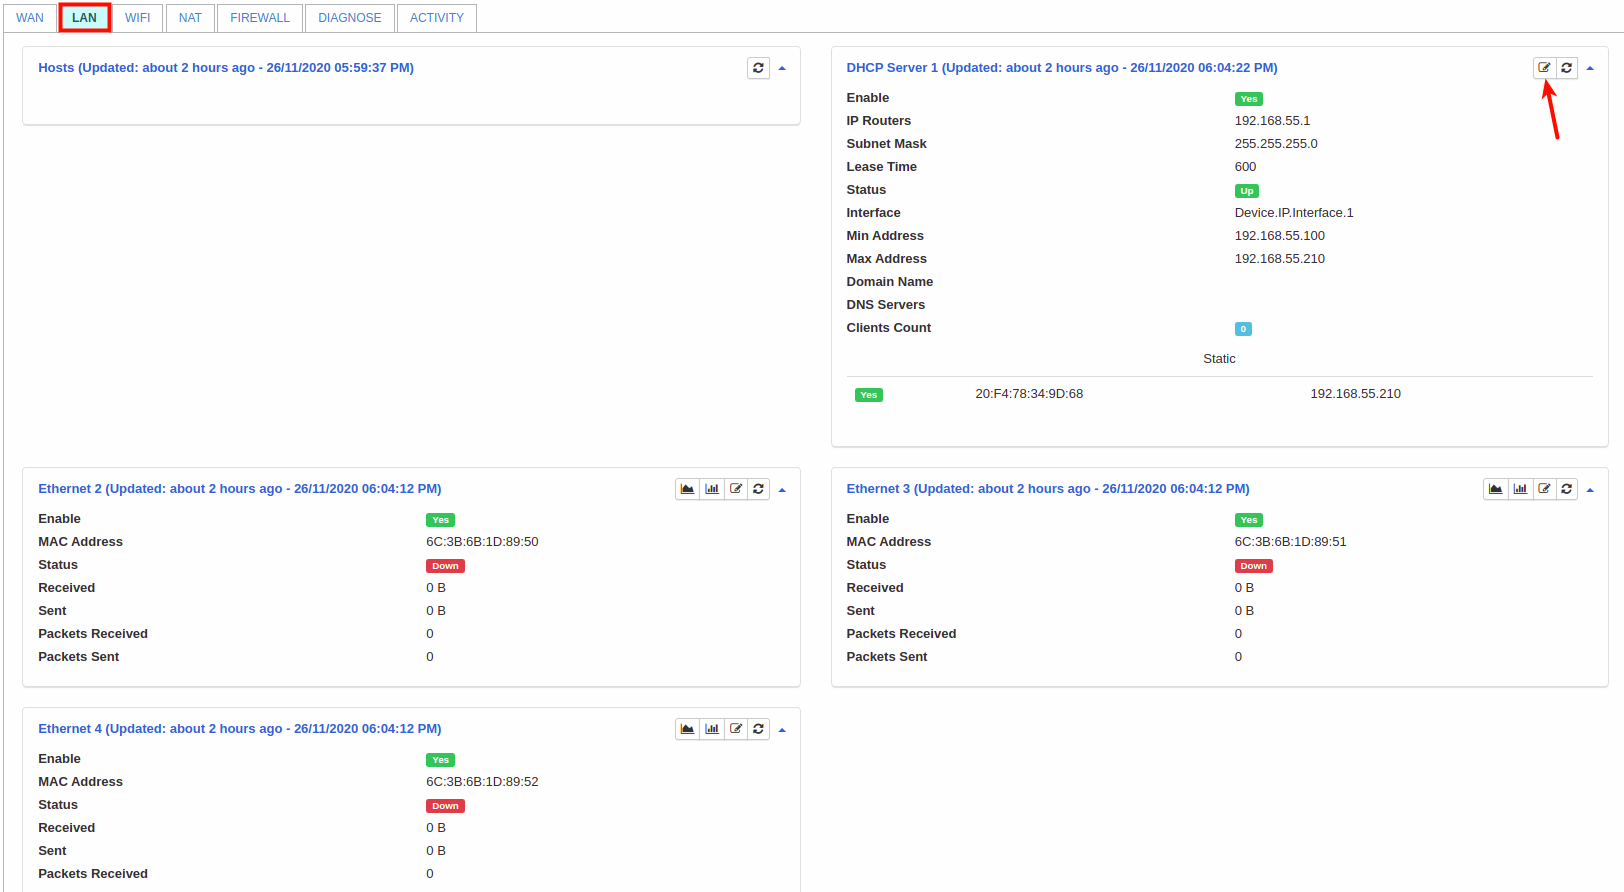 WAN LAN WIFI NAT FIREWALL DIAGNOSE ACTIVITY
Hosts (Updated: about 2 hours ago - 26/11/2020 05:59:37 PM)
DHCP Server 1 (Updated: about 2 hours ago - 26/11/2020 06:04:22 PM)
Enable Yes
IP Routers 192.168.55.1
Subnet Mask 255.255.255.0
Lease Time 600
Status Up
Interface Device.IP.Interface.1
Min Address 192.168.55.100
Max Address 192.168.55.210
Domain Name
DNS Servers
Clients Count 0
Static
Yes 20:F4:78:34:9D:68 192.168.55.210
Ethernet 2 (Updated: about 2 hours ago - 26/11/2020 06:04:12 PM)
Enable Yes
MAC Address 6C:3B:6B:1D:89:50
Status Down
Received 0 B
Sent 0 B
Packets Received 0
Packets Sent 0
Ethernet 3 (Updated: about 2 hours ago - 26/11/2020 06:04:12 PM)
Enable Yes
MAC Address 6C:3B:6B:1D:89:51
Status Down
Received 0 B
Sent 0 B
Packets Received 0
Packets Sent 0
Ethernet 4 (Updated: about 2 hours ago - 26/11/2020 06:04:12 PM)
Enable Yes
MAC Address 6C:3B:6B:1D:89:52
Status Down
Received 0 B
Sent 0 B
Packets Received 0